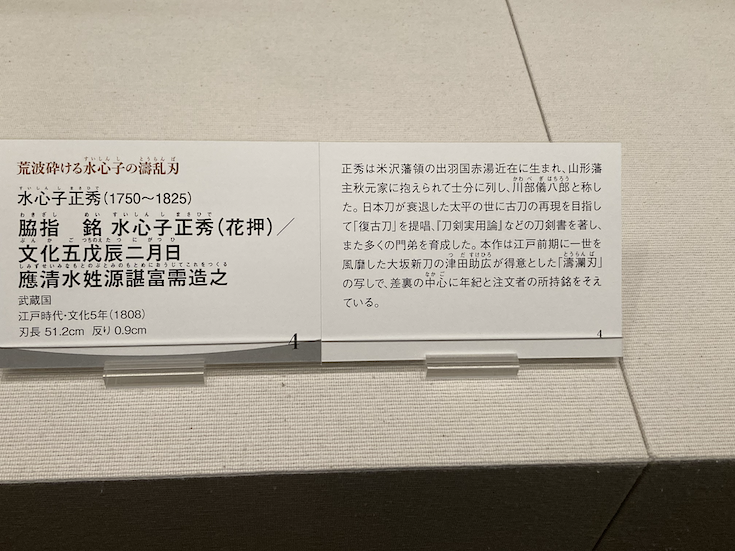 荒波砕ける水心子の濤乱刃
水心子正秀(1750〜1825)
脇指 銘 水心子正秀(花押)／
文化五戊辰二月日
應清水姓源諶富需造之
武蔵国
江戸時代・文化5年(1808)
刃長 51.2cm 反り 0.9cm
4
正秀は米沢藩領の出羽国赤湯近在に生まれ、山形藩
主秋元家に抱えられて士分に列し、川部儀八郎と称し
た。日本刀が衰退した太平の世に古刀の再現を目指し
て「復古刀」を提唱、『刀剣実用論』などの刀剣書を著し、
また多くの門弟を育成した。本作は江戸前期に一世を
風靡した大坂新刀の津田助広が得意とした「濤瀾刃」
の写しで、差裏の中心に年紀と注文者の所持銘をそえ
ている。
4